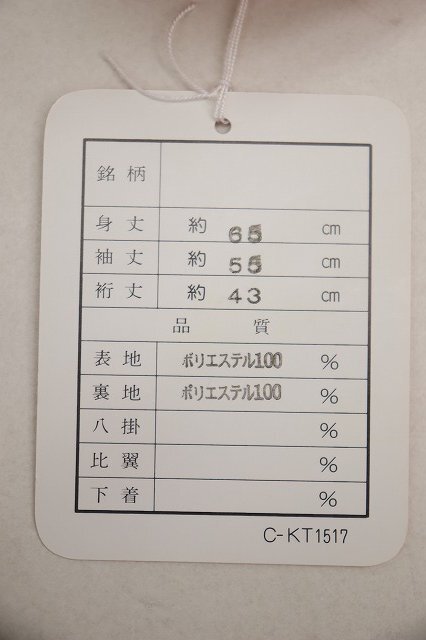 銘柄
身丈 約 65 cm
袖丈 約 55 cm
裄丈 約 43 cm
品質
表地 ポリエステル100 %
裏地 ポリエステル100 %
八掛 %
比翼 %
下着 %
C-KT1517